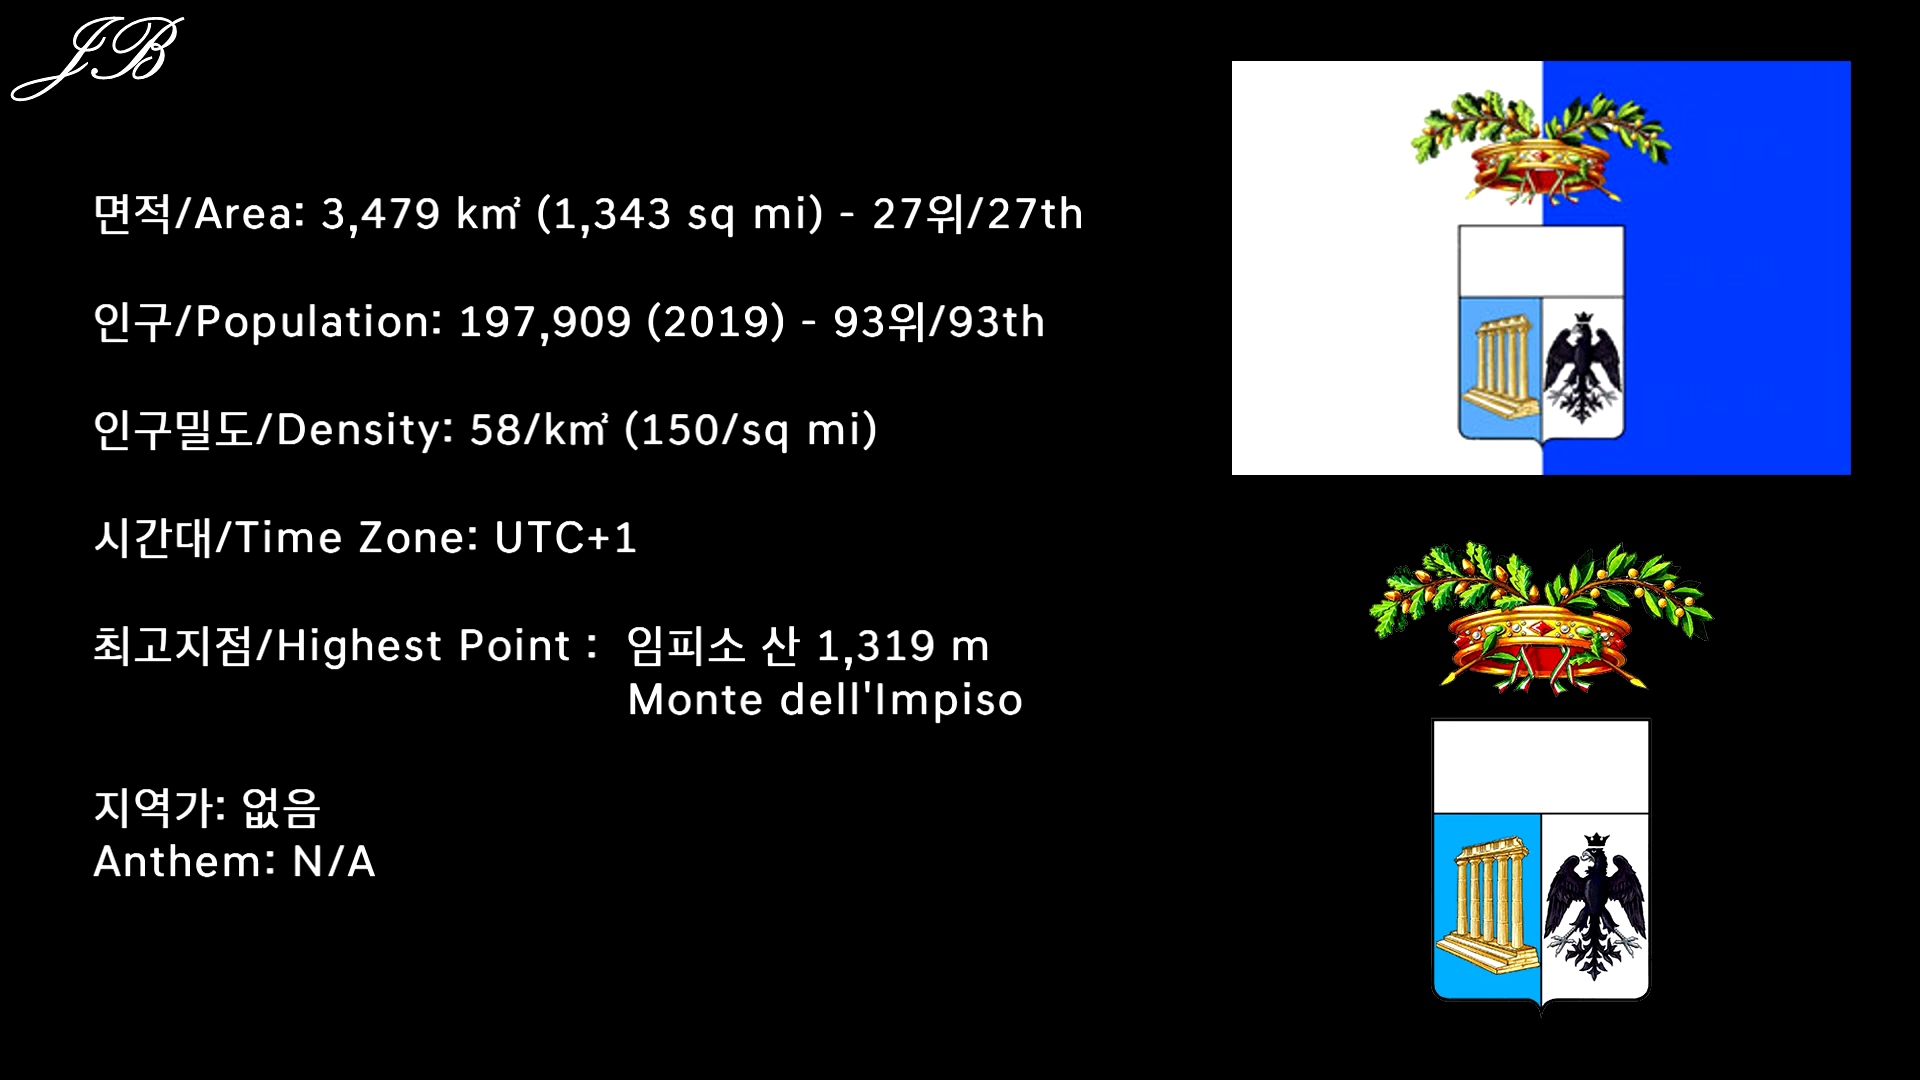 JB
면적/Area: 3,479 km² (1,343 sq mi) - 27위/27th
인구/Population: 197,909 (2019) - 93위/93th
인구밀도/Density: 58/km² (150/sq mi)
시간대/Time Zone: UTC+1
최고지점/Highest Point : 임피소 산 1,319 m
Monte dell'Impiso
지역가: 없음
Anthem: N/A